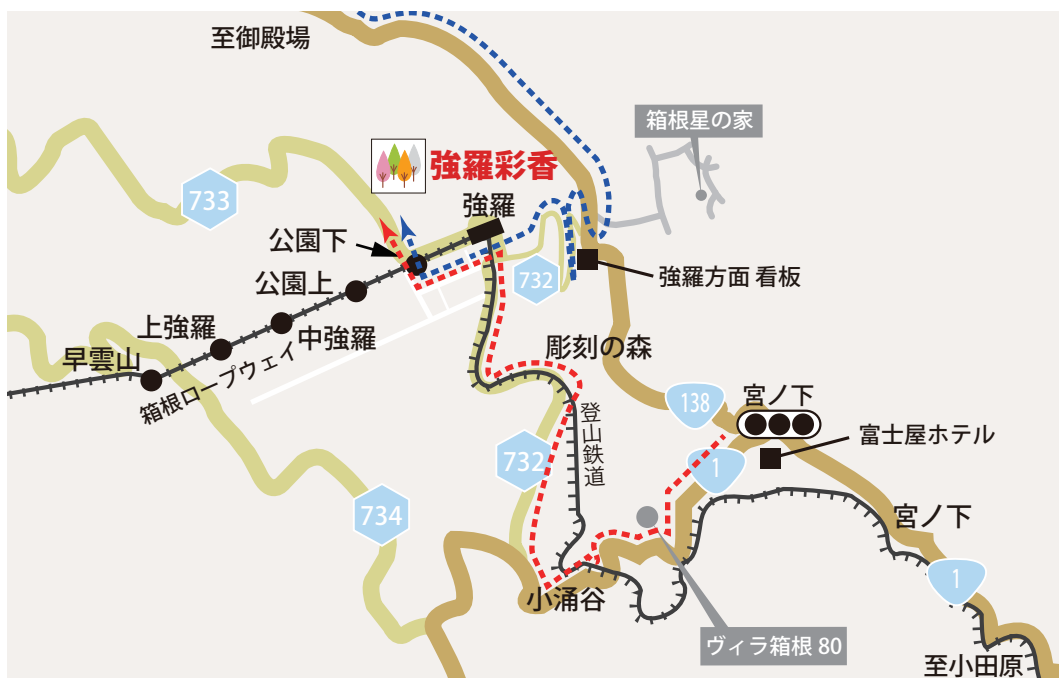 至御殿場
箱根星の家
強羅彩香
733
強羅
公園下
732
強羅方面 看板
公園上
上強羅
中強羅
早雲山
箱根ロープウェイ
彫刻の森
138
宮ノ下
登山鉄道
富士屋ホテル
732
1
734
宮ノ下
1
小涌谷
ヴィラ箱根 80
至小田原